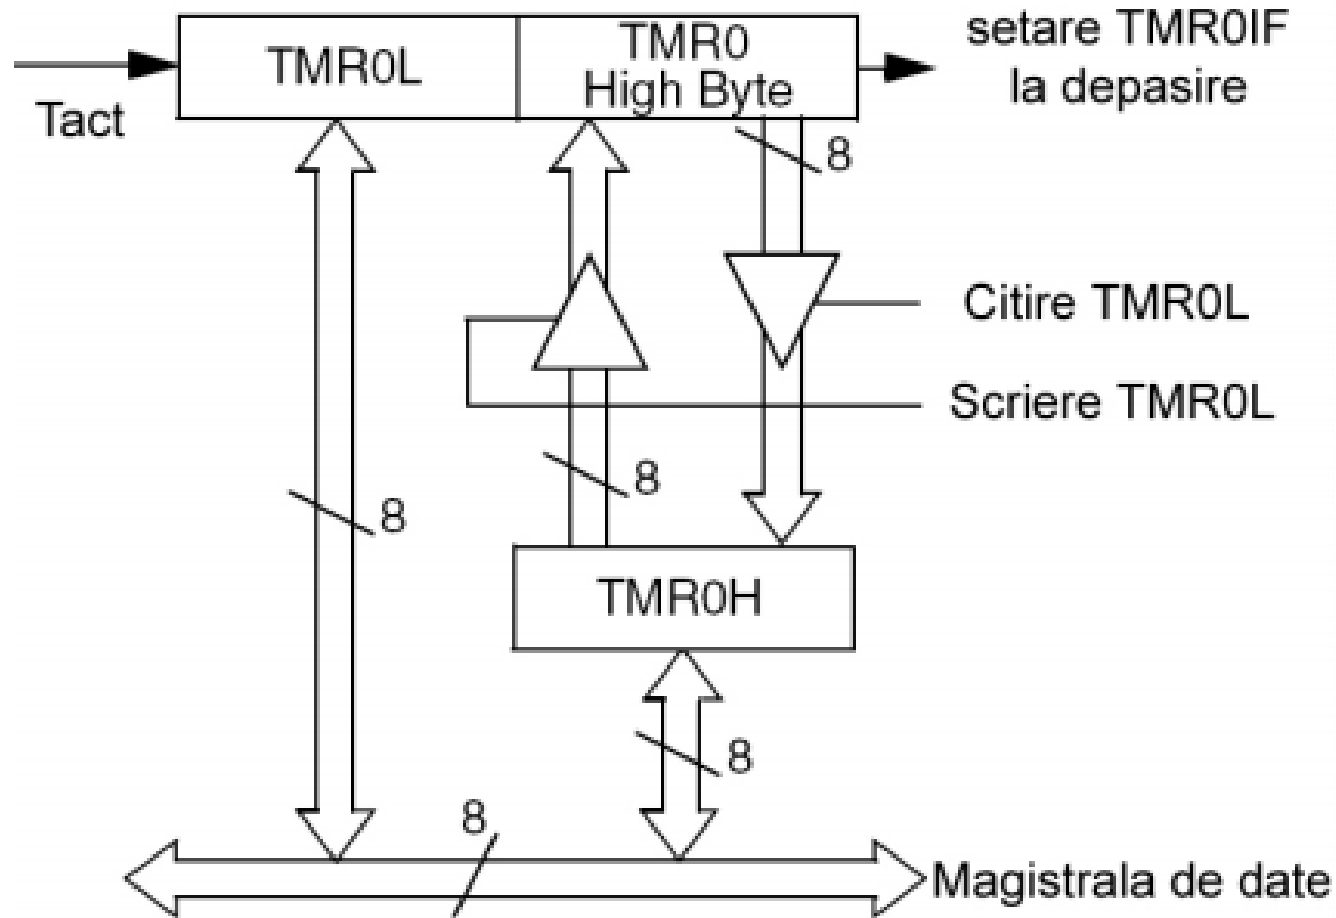 TMR0L
TMR0
High Byte
setare TMR0IF
la depasire
Tact
8
Citire TMR0L
Scriere TMR0L
8
8
TMR0H
8
8
Magistrala de date